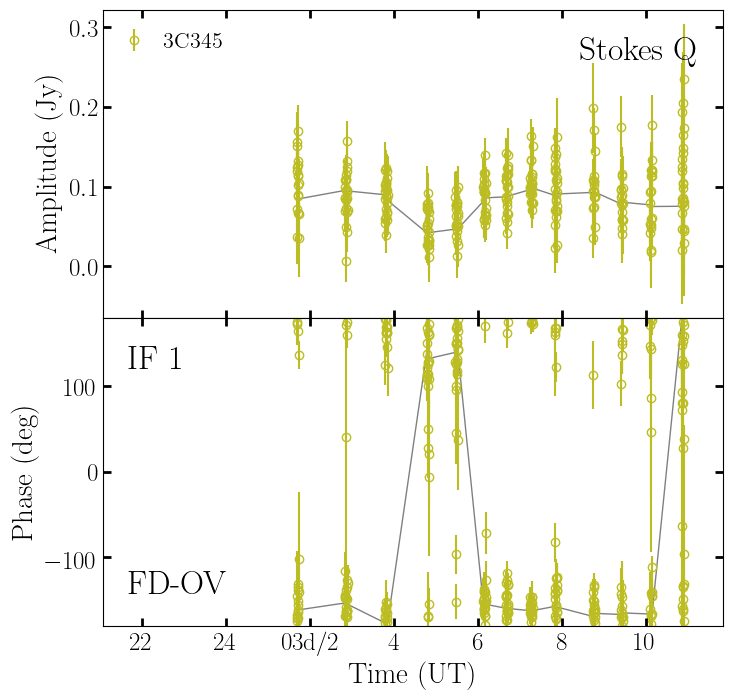 0.3
3C345
Stokes Q
0.2
0.1
0.0
Amplitude (Jy)
IF 1
100
0
−100
Phase (deg)
FD-OV
22 24 03d/2 4 6 8 10
Time (UT)